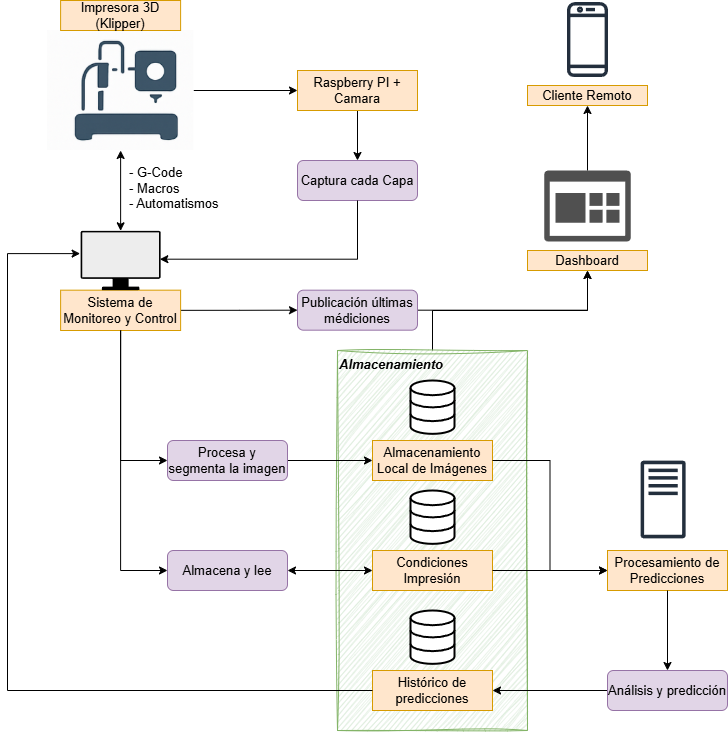 Impresora 3D
(Klipper)
Raspberry PI +
Camara
Cliente Remoto
- G-Code
- Macros
- Automatismos
Captura cada Capa
Dashboard
Sistema de
Monitoreo y Control
Publicación últimas
médiciones
Almacenamiento
Procesa y
segmenta la imagen
Almacenamiento
Local de Imágenes
Almacena y lee
Condiciones
Impresión
Procesamiento de
Predicciones
Histórico de
predicciones
Análisis y predicción